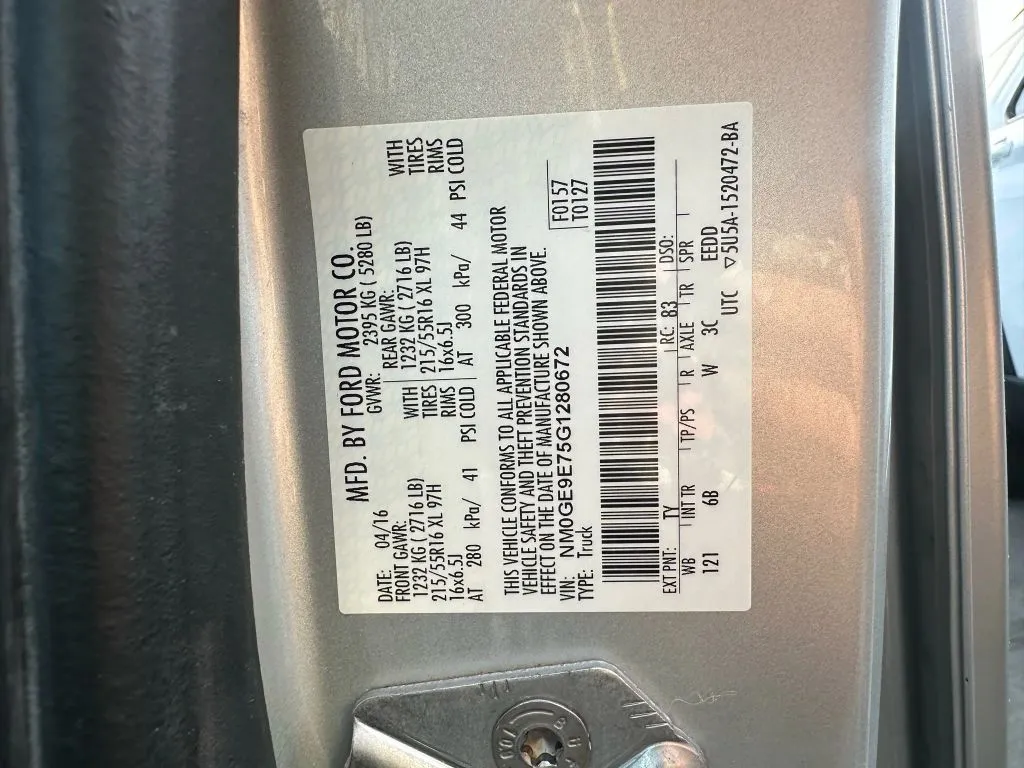 MFD. BY FORD MOTOR CO.
DATE: 04/16 GVWR: 2395 KG ( 5280 LB)
FRONT GAWR: REAR GAWR:
1232 KG ( 2716 LB) WITH 1232 KG ( 2716 LB) WITH
215/55R16 XL 97H TIRES 215/55R16 XL 97H TIRES
16x6.5J RIMS 16x6.5J RIMS
AT 280 kPa/ 41 PSI COLD AT 300 kPa/ 44 PSI COLD
THIS VEHICLE CONFORMS TO ALL APPLICABLE FEDERAL MOTOR
VEHICLE SAFETY AND THEFT PREVENTION STANDARDS IN
EFFECT ON THE DATE OF MANUFACTURE SHOWN ABOVE.
VIN: NM0GE9E75G1280672 F0157
TYPE: Truck T0127
EXT PNT: TY RC: B3 DSO:
WB INT TR TP/PS R AXLE TR SPR
121 6B W 3C EEDD
UTC ▽5U5A-1520472-BA